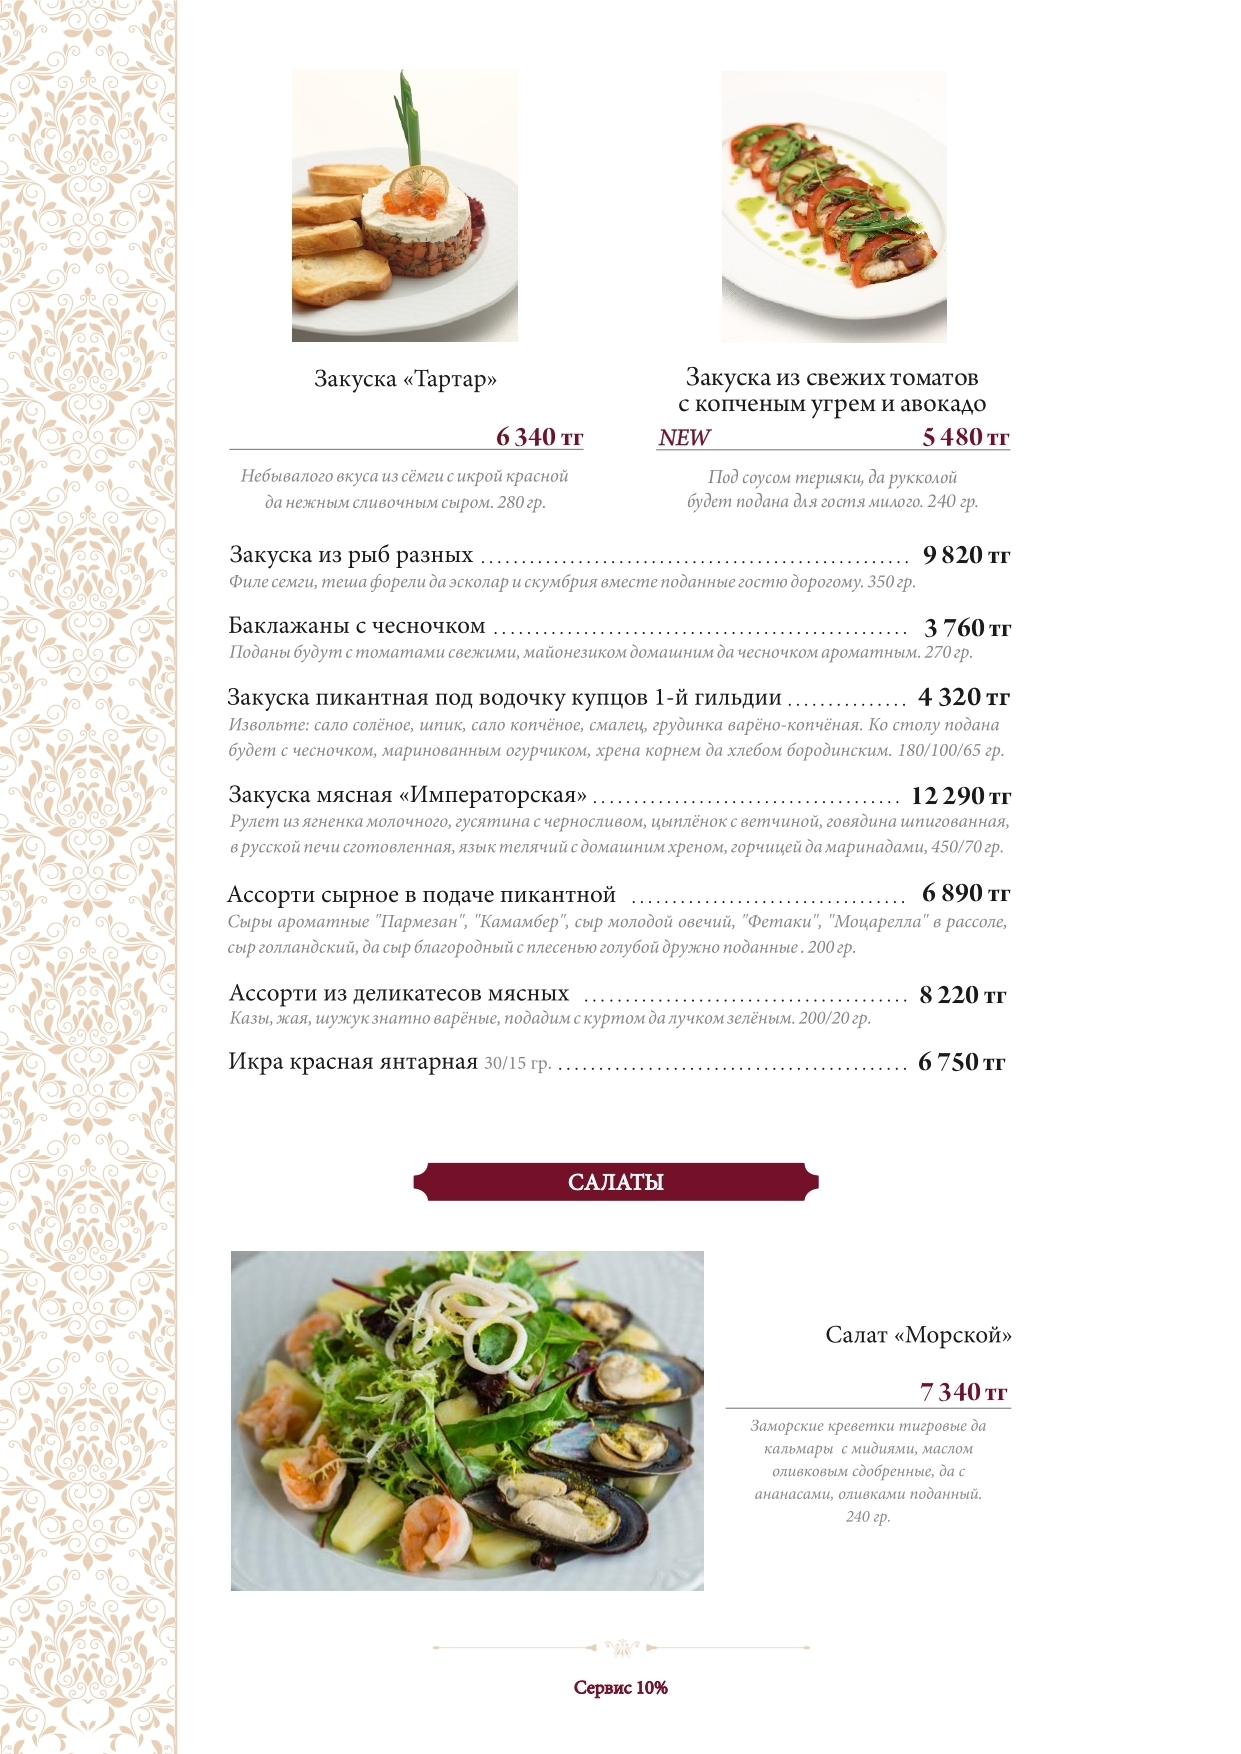 Закуска «Тартар»
6 340 тг
Небывалого вкуса из сёмги с икрой красной
да нежным сливочным сыром. 280 гр.
Закуска из свежих томатов
с копченым угрем и авокадо
NEW 5 480 тг
Под соусом терияки, да рукколой
будет подана для гостя милого. 240 гр.
Закуска из рыб разных ........................................ 9 820 тг
Филе семги, теша форели да эсколар и скумбрия вместе поданные гостю дорогому. 350 гр.
Баклажаны с чесночком ........................................ 3 760 тг
Поданы будут с томатами свежими, майонезиком домашним да чесночком ароматным. 270 гр.
Закуска пикантная под водочку купцов 1-й гильдии ............... 4 320 тг
Извольте: сало солёное, шпик, сало копчёное, смалец, грудинка варёно-копчёная. Ко столу подана
будет с чесночком, маринованным огурчиком, хрена корнем да хлебом бородинским. 180/100/65 гр.
Закуска мясная «Императорская» .............................. 12 290 тг
Рулет из ягненка молочного, гусятина с черносливом, цыплёнок с ветчиной, говядина шпигованная,
в русской печи сготовленная, язык телячий с домашним хреном, горчицей да маринадами, 450/70 гр.
Ассорти сырное в подаче пикантной ........................... 6 890 тг
Сыры ароматные "Пармезан", "Камамбер", сыр молодой овечий, "Фетаки", "Моцарелла" в рассоле,
сыр голландский, да сыр благородный с плесенью голубой дружно поданные . 200 гр.
Ассорти из деликатесов мясных ................................ 8 220 тг
Казы, жая, шужук знатно варёные, подадим с куртом да лучком зелёным. 200/20 гр.
Икра красная янтарная 30/15 гр. .................................. 6 750 тг
САЛАТЫ
Салат «Морской»
7 340 тг
Заморские креветки тигровые да
кальмары с мидиями, маслом
оливковым сдобренные, да с
ананасами, оливками поданный.
240 гр.
Сервис 10%